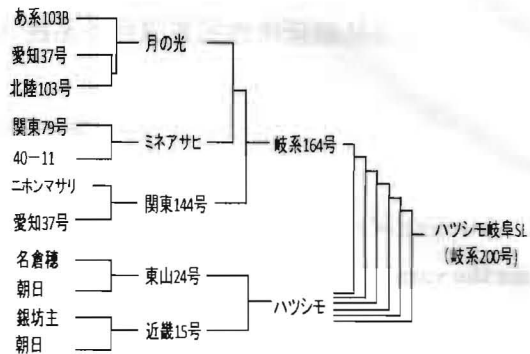 あ系103B
月の光
愛知37号
北陸103号
関東79号
ミネアサヒ
岐系164号
40－11
ニホンマサリ
関東144号
愛知37号
ハツシモ岐阜SL
(岐系200号)
名倉穂
東山24号
朝日
ハツシモ
銀坊主
近畿15号
朝日